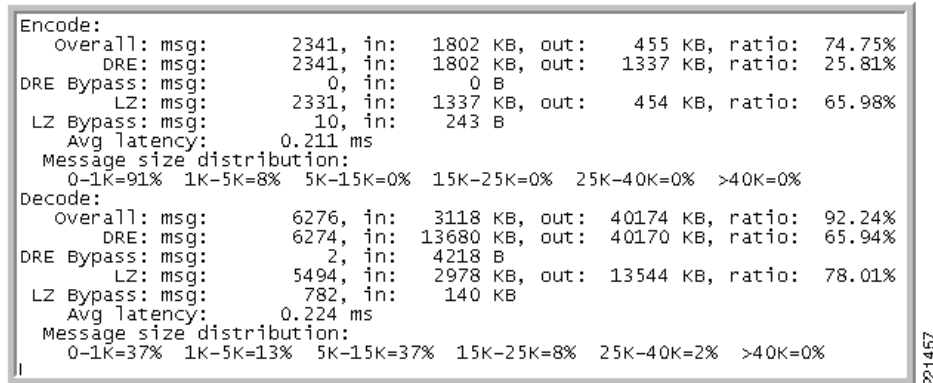 Encode:
Overall: msg: 2341, in: 1802 KB, out: 455 KB, ratio: 74.75%
DRE: msg: 2341, in: 1802 KB, out: 1337 KB, ratio: 25.81%
DRE Bypass: msg: 0, in: 0 B
LZ: msg: 2331, in: 1337 KB, out: 454 KB, ratio: 65.98%
LZ Bypass: msg: 10, in: 243 B
Avg latency: 0.211 ms
Message size distribution:
0-1K=91% 1K-5K=8% 5K-15K=0% 15K-25K=0% 25K-40K=0% >40K=0%
Decode:
Overall: msg: 6276, in: 3118 KB, out: 40174 KB, ratio: 92.24%
DRE: msg: 6274, in: 13680 KB, out: 40170 KB, ratio: 65.94%
DRE Bypass: msg: 2, in: 4218 B
LZ: msg: 5494, in: 2978 KB, out: 13544 KB, ratio: 78.01%
LZ Bypass: msg: 782, in: 140 KB
Avg latency: 0.224 ms
Message size distribution:
0-1K=37% 1K-5K=13% 5K-15K=37% 15K-25K=8% 25K-40K=2% >40K=0%
221467